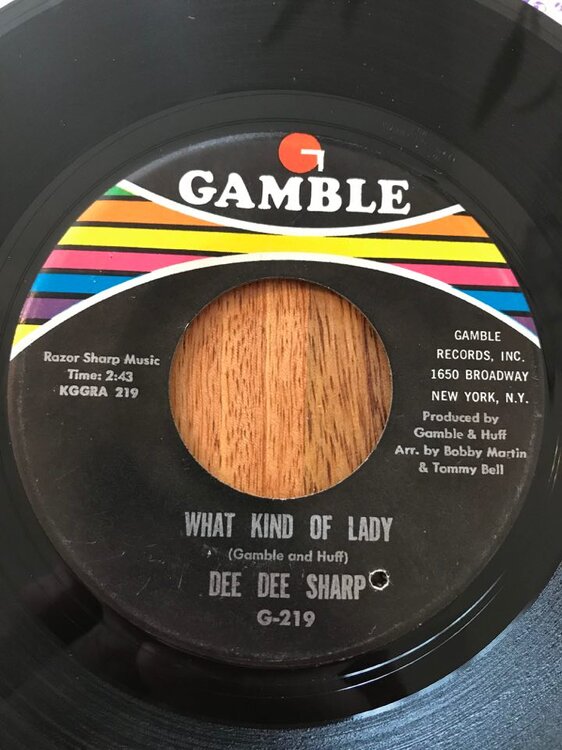 G
GAMBLE
Razor Sharp Music
Time: 2:43
KGGRA 219
GAMBLE
RECORDS, INC.
1650 BROADWAY
NEW YORK, N.Y.
Produced by
Gamble & Huff
Arr. by Bobby Martin
& Tommy Bell
WHAT KIND OF LADY
(Gamble and Huff)
DEE DEE SHARP
G-219